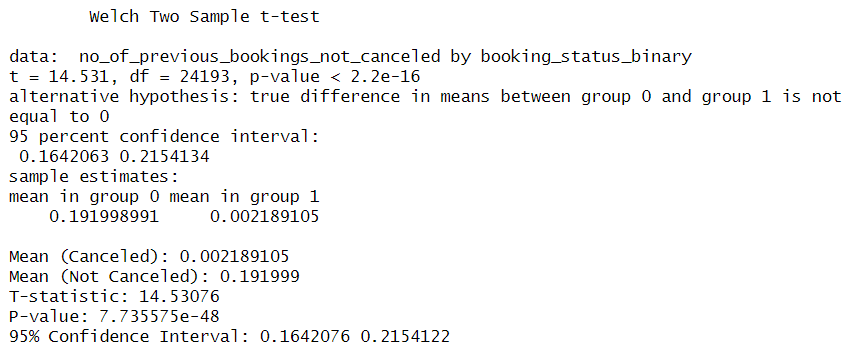 Welch Two Sample t-test
data:  no_of_previous_bookings_not_canceled by booking_status_binary
t = 14.531, df = 24193, p-value < 2.2e-16
alternative hypothesis: true difference in means between group 0 and group 1 is not
equal to 0
95 percent confidence interval:
 0.1642063 0.2154134
sample estimates:
mean in group 0 mean in group 1
    0.191998991     0.002189105
Mean (Canceled): 0.002189105
Mean (Not Canceled): 0.191999
T-statistic: 14.53076
P-value: 7.735575e-48
95% Confidence Interval: 0.1642076 0.2154122